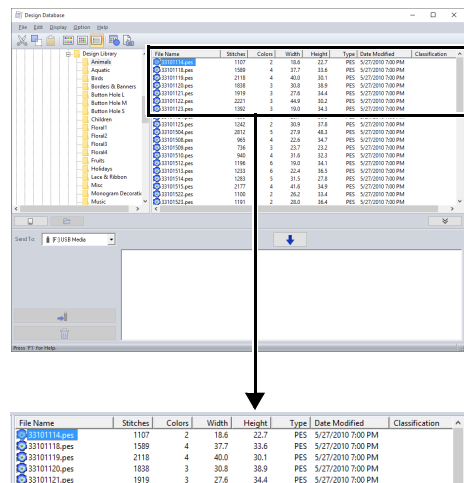 Design Database
File Edit Display Option Help
Design Library
Animals
Aquatic
Birds
Borders & Banners
Button Hole L
Button Hole M
Button Hole S
Children
Floral1
Floral2
Floral3
Floral4
Fruits
Holidays
Lace & Ribbon
Misc
Monogram Decoratic
Music
File Name Stitches Colors Width Height Type Date Modified Classification
33101114.pes 1107 2 18.6 22.7 PES 5/27/2010 7:00 PM
33101118.pes 1589 4 37.7 33.6 PES 5/27/2010 7:00 PM
33101119.pes 2118 4 40.0 30.1 PES 5/27/2010 7:00 PM
33101120.pes 1838 3 30.8 38.9 PES 5/27/2010 7:00 PM
33101121.pes 1919 3 27.6 34.4 PES 5/27/2010 7:00 PM
33101122.pes 2221 3 44.9 30.2 PES 5/27/2010 7:00 PM
33101123.pes 1392 3 19.0 34.3 PES 5/27/2010 7:00 PM
33101125.pes 1242 2 30.9 37.8 PES 5/27/2010 7:00 PM
33101504.pes 2812 5 27.9 48.3 PES 5/27/2010 7:00 PM
33101508.pes 965 4 22.6 34.7 PES 5/27/2010 7:00 PM
33101509.pes 736 3 23.7 23.2 PES 5/27/2010 7:00 PM
33101510.pes 940 4 31.6 32.3 PES 5/27/2010 7:00 PM
33101512.pes 1196 6 19.0 34.1 PES 5/27/2010 7:00 PM
33101513.pes 1233 6 22.4 36.5 PES 5/27/2010 7:00 PM
33101514.pes 1283 5 31.5 27.8 PES 5/27/2010 7:00 PM
33101515.pes 2177 4 41.6 34.9 PES 5/27/2010 7:00 PM
33101522.pes 1100 2 26.2 33.4 PES 5/27/2010 7:00 PM
33101523.pes 1191 2 28.0 36.4 PES 5/27/2010 7:00 PM
Send To: [F:]USB Media
Press 'F1' for Help.
File Name Stitches Colors Width Height Type Date Modified Classification
33101114.pes 1107 2 18.6 22.7 PES 5/27/2010 7:00 PM
33101118.pes 1589 4 37.7 33.6 PES 5/27/2010 7:00 PM
33101119.pes 2118 4 40.0 30.1 PES 5/27/2010 7:00 PM
33101120.pes 1838 3 30.8 38.9 PES 5/27/2010 7:00 PM
33101121.pes 1919 3 27.6 34.4 PES 5/27/2010 7:00 PM